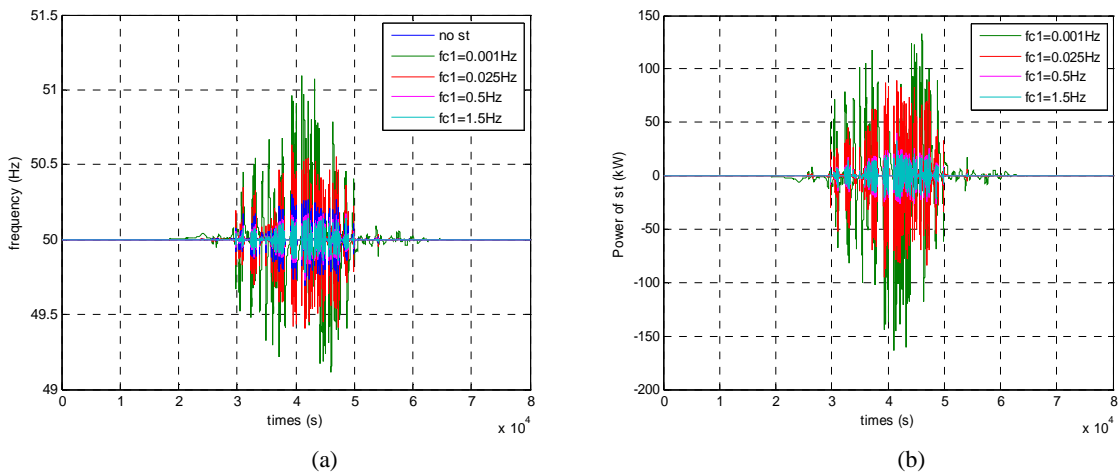 51.5
51
50.5
50
49.5
49
frequency (Hz)
no st
fc1=0.001Hz
fc1=0.025Hz
fc1=0.5Hz
fc1=1.5Hz
0 1 2 3 4 5 6 7 8
x 10^4
times (s)
(a)
150
100
50
0
-50
-100
-150
-200
Power of st (kW)
fc1=0.001Hz
fc1=0.025Hz
fc1=0.5Hz
fc1=1.5Hz
0 1 2 3 4 5 6 7 8
x 10^4
times (s)
(b)